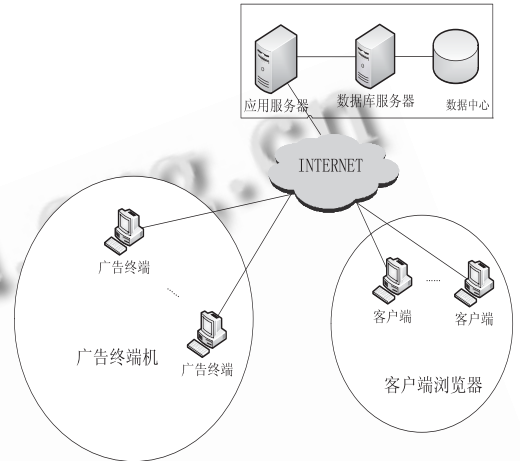 应用服务器
数据库服务器
数据中心
INTERNET
广告终端
……
广告终端
广告终端机
客户端
……
客户端
客户端浏览器